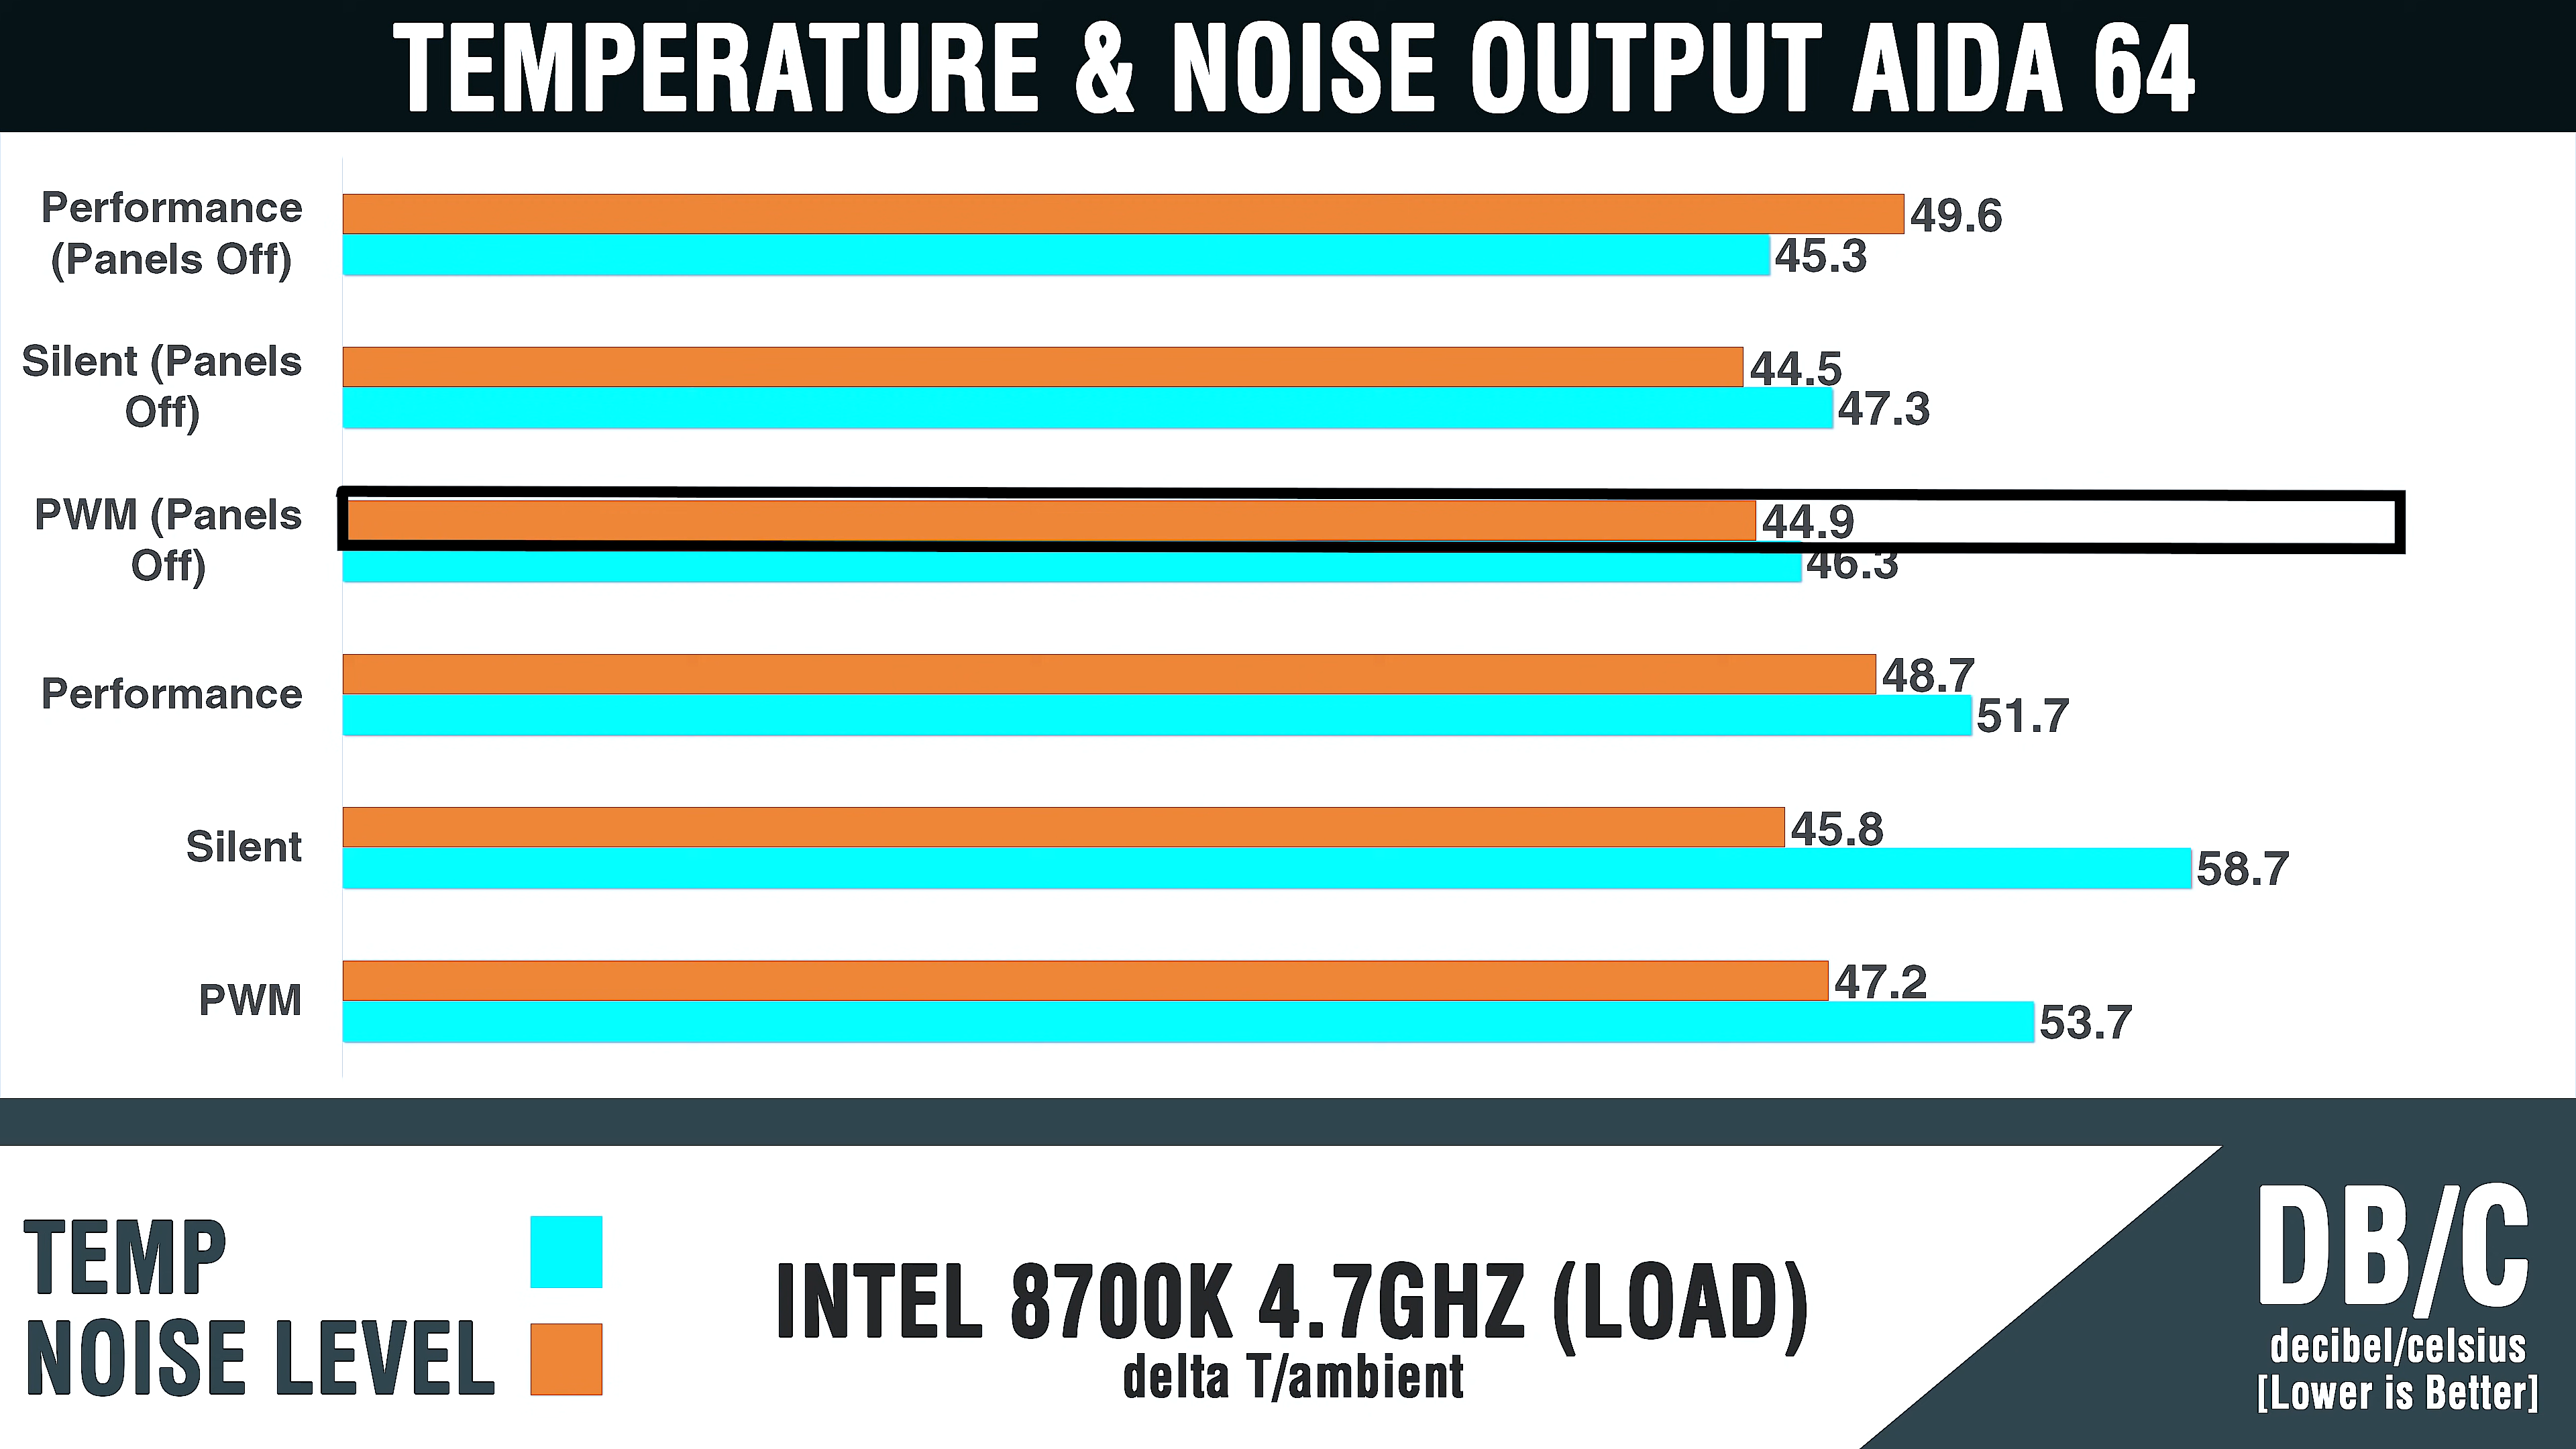 TEMPERATURE & NOISE OUTPUT AIDA 64
Performance
(Panels Off)
49.6
45.3
Silent (Panels
Off)
44.5
47.3
PWM (Panels
Off)
44.9
46.3
Performance
48.7
51.7
Silent
45.8
58.7
PWM
47.2
53.7
TEMP
NOISE LEVEL
INTEL 8700K 4.7GHZ (LOAD)
delta T/ambient
DB/C
decibel/celsius
[Lower is Better]